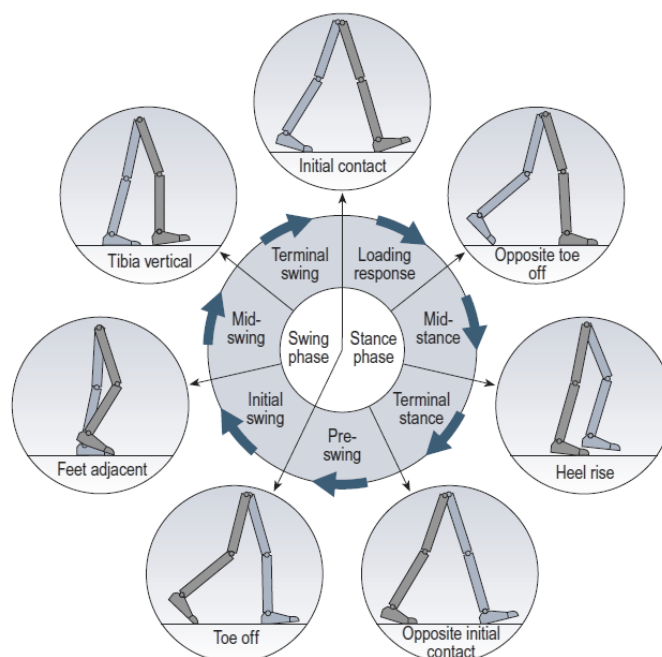 Initial contact
Tibia vertical
Opposite toe
off
Terminal
swing
Loading
response
Mid-
swing
Swing
phase
Stance
phase
Mid-
stance
Initial
swing
Terminal
stance
Pre-
swing
Feet adjacent
Heel rise
Toe off
Opposite initial
contact